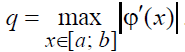 q = max |φ′(x)|
x∈[a; b]